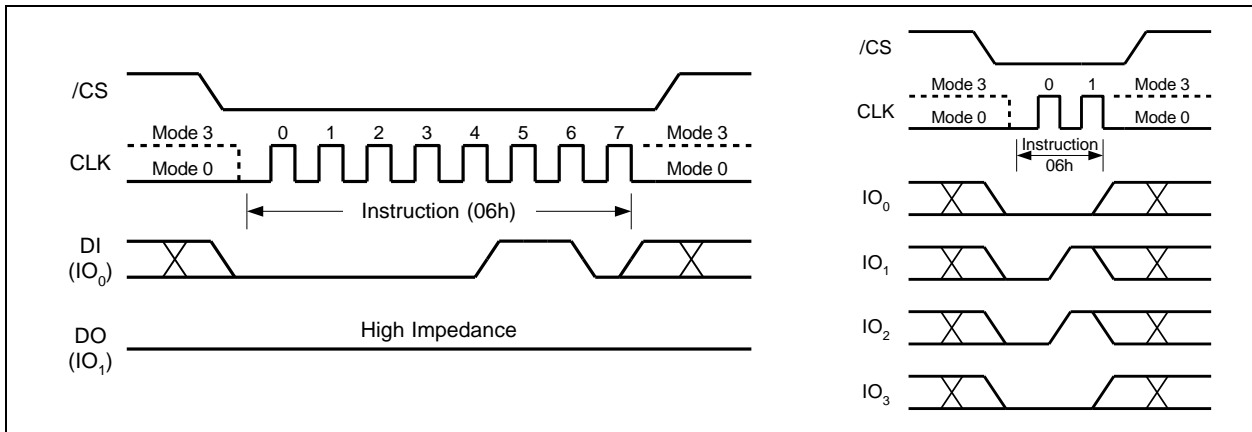 /CS
Mode 3 0 1 2 3 4 5 6 7 Mode 3
CLK Mode 0 Mode 0
Instruction (06h)
DI
(IO0)
High Impedance
DO
(IO1)
/CS
Mode 3 0 1 Mode 3
CLK Mode 0 Mode 0
Instruction
06h
IO0
IO1
IO2
IO3